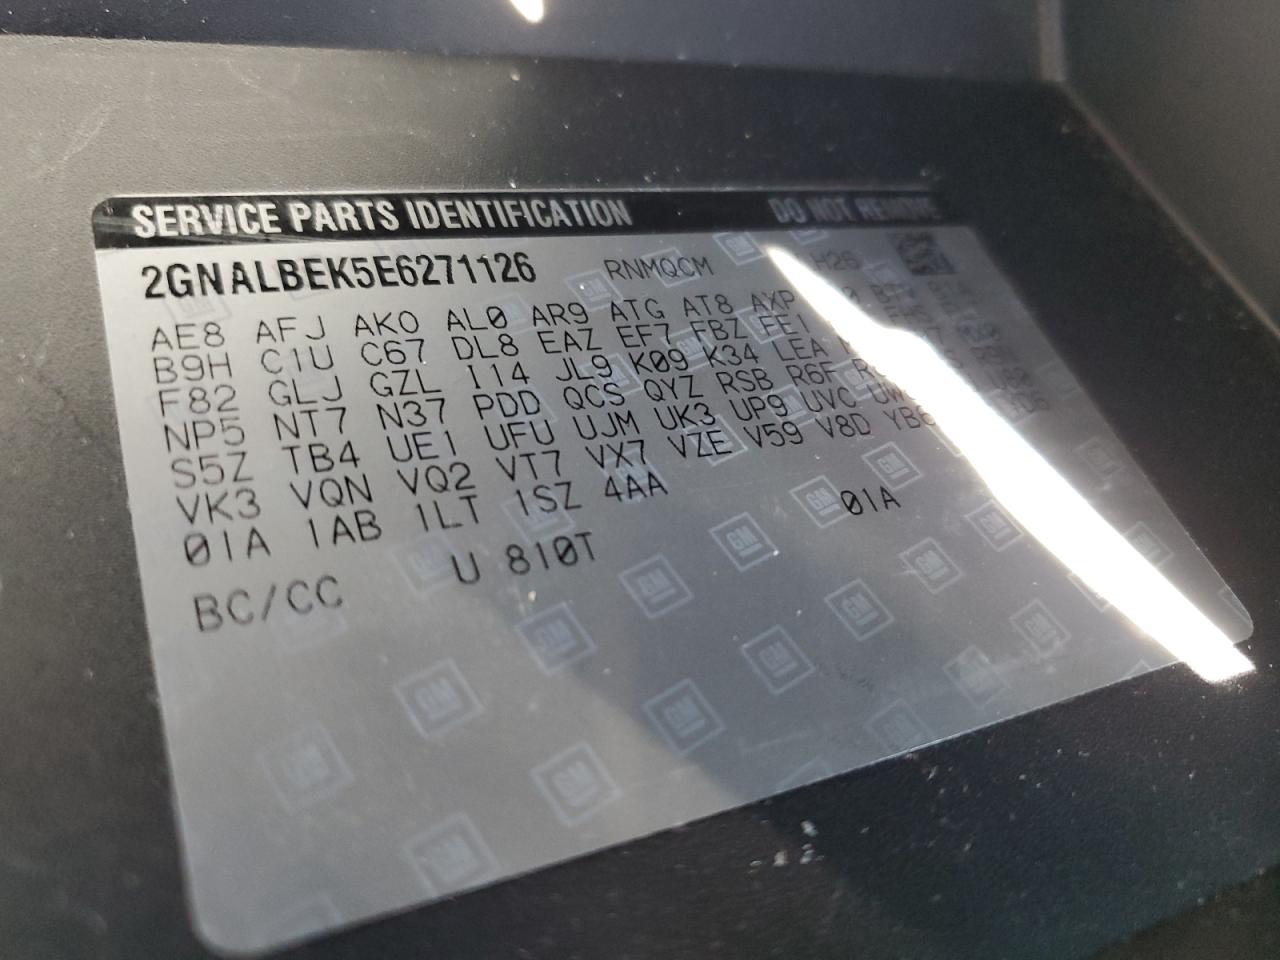 SERVICE PARTS IDENTIFICATION DO NOT REMOVE
2GNALBEK5E6271126 RNMQCM H26
AE8 AFJ AKO AL0 AR9 ATG AT8 AXP
B9H C1U C67 DL8 EAZ EF7 FBZ FE1
F82 GLJ GZL I14 JL9 K09 K34 LEA
NP5 NT7 N37 PDD QCS QYZ RSB R6F
S5Z TB4 UE1 UFU UJM UK3 UP9 UVC
VK3 VQN VQ2 VT7 VX7 VZE V59 V8D YB6
01A 1AB 1LT 1SZ 4AA
BC/CC U 810T 01A